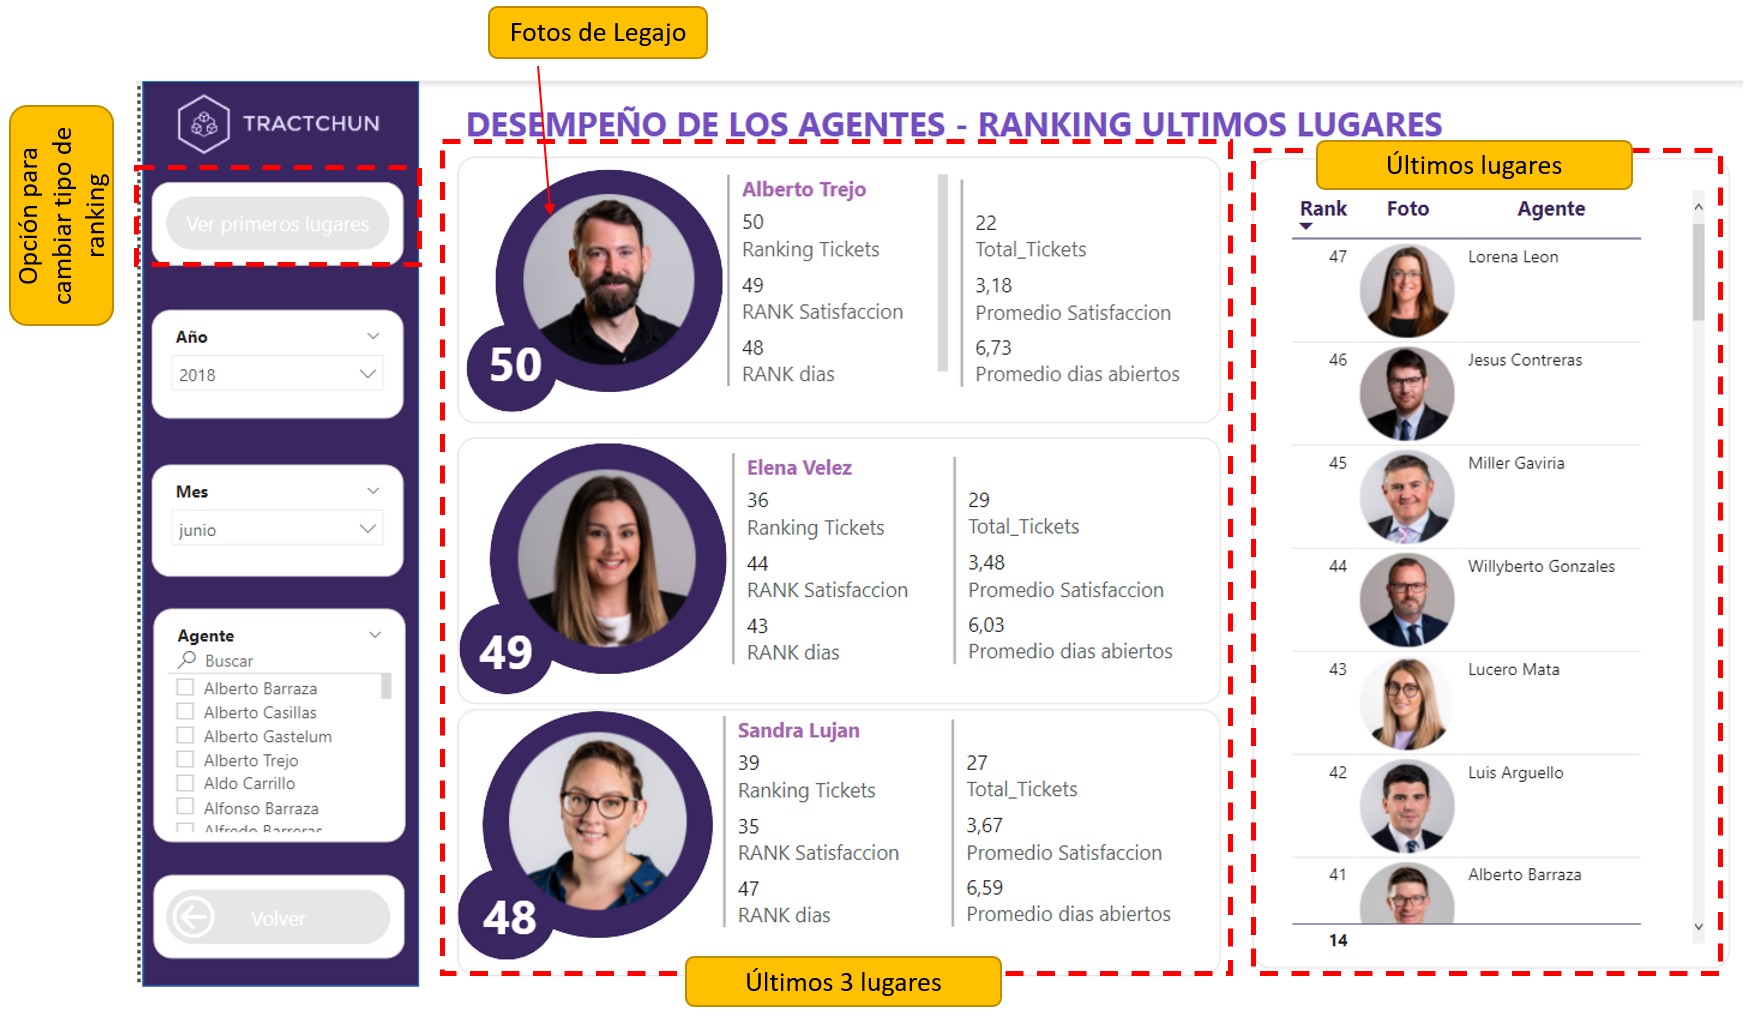 Fotos de Legajo
Opción para
cambiar tipo de
ranking
TRACTCHUN
Ver primeros lugares
Año
2018
Mes
junio
Agente
Buscar
Alberto Barraza
Alberto Casillas
Alberto Gastelum
Alberto Trejo
Aldo Carrillo
Alfonso Barraza
Alfredo Barreras
Volver
DESEMPEÑO DE LOS AGENTES - RANKING ULTIMOS LUGARES
50
Alberto Trejo
50
Ranking Tickets
49
RANK Satisfaccion
48
RANK dias
22
Total_Tickets
3,18
Promedio Satisfaccion
6,73
Promedio dias abiertos
49
Elena Velez
36
Ranking Tickets
44
RANK Satisfaccion
43
RANK dias
29
Total_Tickets
3,48
Promedio Satisfaccion
6,03
Promedio dias abiertos
48
Sandra Lujan
39
Ranking Tickets
35
RANK Satisfaccion
47
RANK dias
27
Total_Tickets
3,67
Promedio Satisfaccion
6,59
Promedio dias abiertos
Últimos 3 lugares
Últimos lugares
Rank Foto Agente
47 Lorena Leon
46 Jesus Contreras
45 Miller Gaviria
44 Willyberto Gonzales
43 Lucero Mata
42 Luis Arguello
41 Alberto Barraza
14